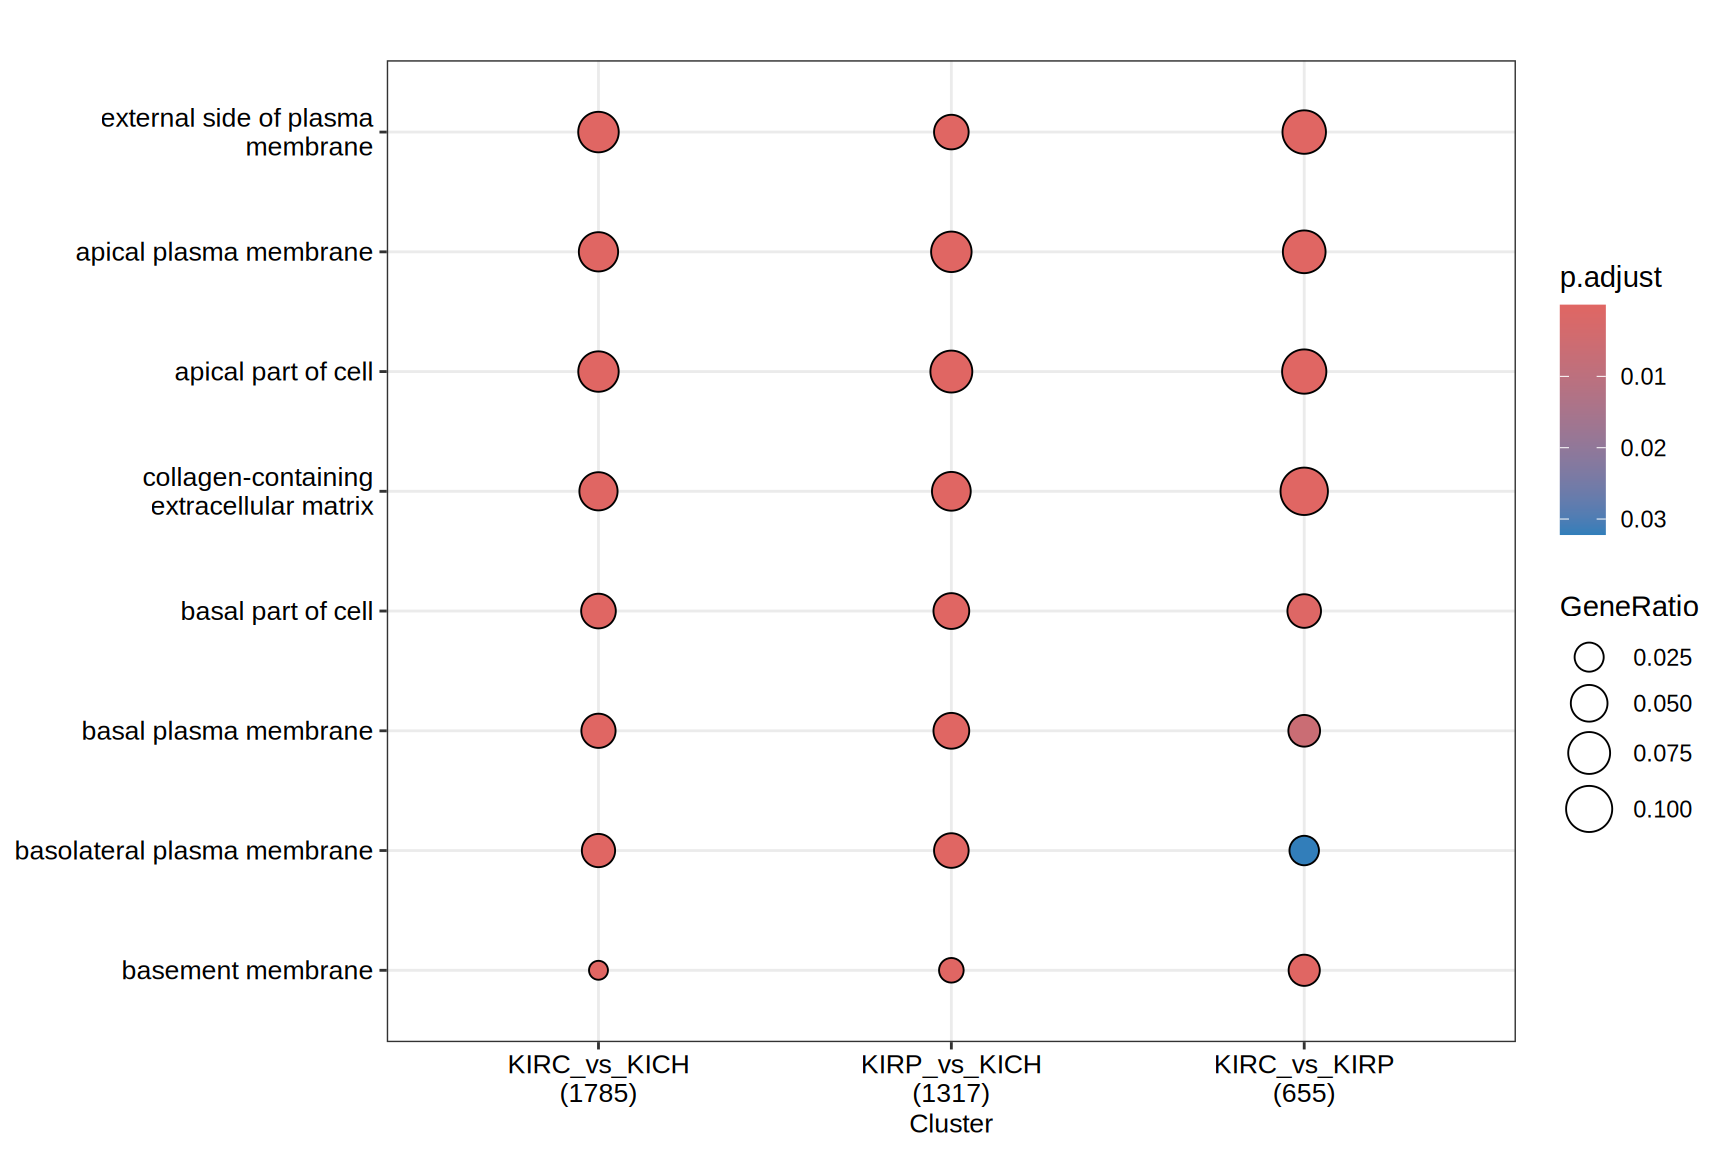 external side of plasma
membrane
apical plasma membrane
apical part of cell
collagen-containing
extracellular matrix
basal part of cell
basal plasma membrane
basolateral plasma membrane
basement membrane
KIRC_vs_KICH
(1785)
KIRP_vs_KICH
(1317)
KIRC_vs_KIRP
(655)
Cluster
p.adjust
0.01
0.02
0.03
GeneRatio
0.025
0.050
0.075
0.100